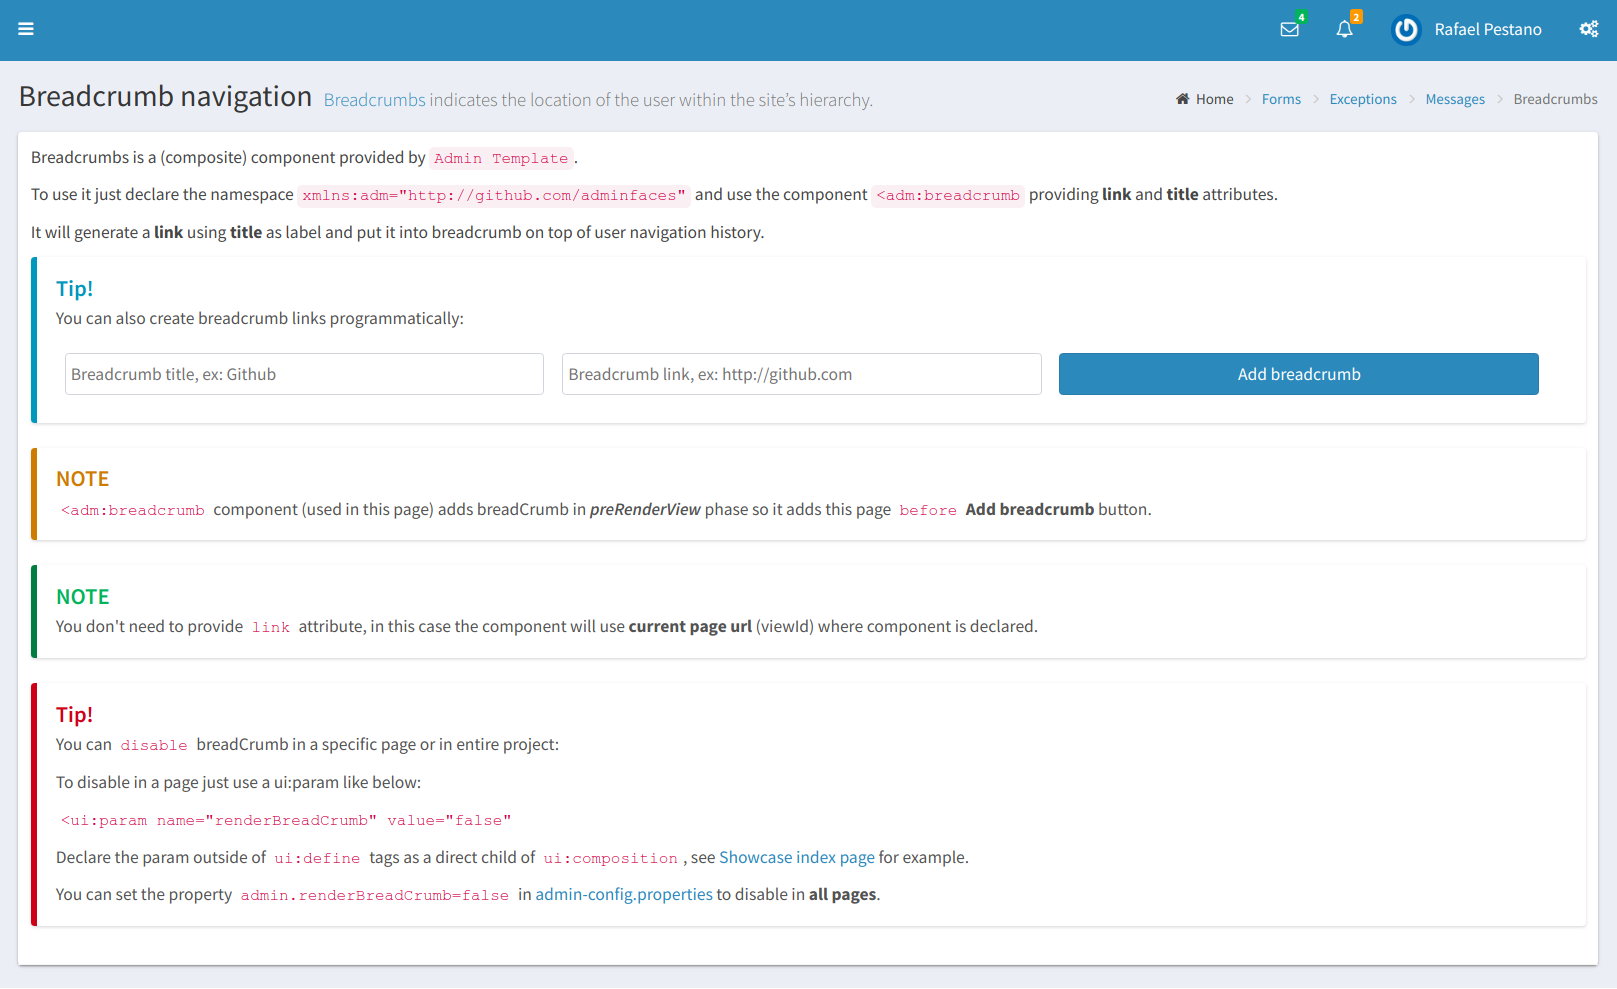 4
2
Rafael Pestano
Breadcrumb navigation Breadcrumbs indicates the location of the user within the site's hierarchy.
Home Forms Exceptions Messages Breadcrumbs
Breadcrumbs is a (composite) component provided by Admin Template.
To use it just declare the namespace xmlns:adm="http://github.com/adminfaces" and use the component <adm:breadcrumb providing link and title attributes.
It will generate a link using title as label and put it into breadcrumb on top of user navigation history.
Tip!
You can also create breadcrumb links programmatically:
Breadcrumb title, ex: Github
Breadcrumb link, ex: http://github.com
Add breadcrumb
NOTE
<adm:breadcrumb component (used in this page) adds breadCrumb in preRenderView phase so it adds this page before Add breadcrumb button.
NOTE
You don't need to provide link attribute, in this case the component will use current page url (viewId) where component is declared.
Tip!
You can disable breadCrumb in a specific page or in entire project:
To disable in a page just use a ui:param like below:
<ui:param name="renderBreadCrumb" value="false"
Declare the param outside of ui:define tags as a direct child of ui:composition, see Showcase index page for example.
You can set the property admin.renderBreadCrumb=false in admin-config.properties to disable in all pages.